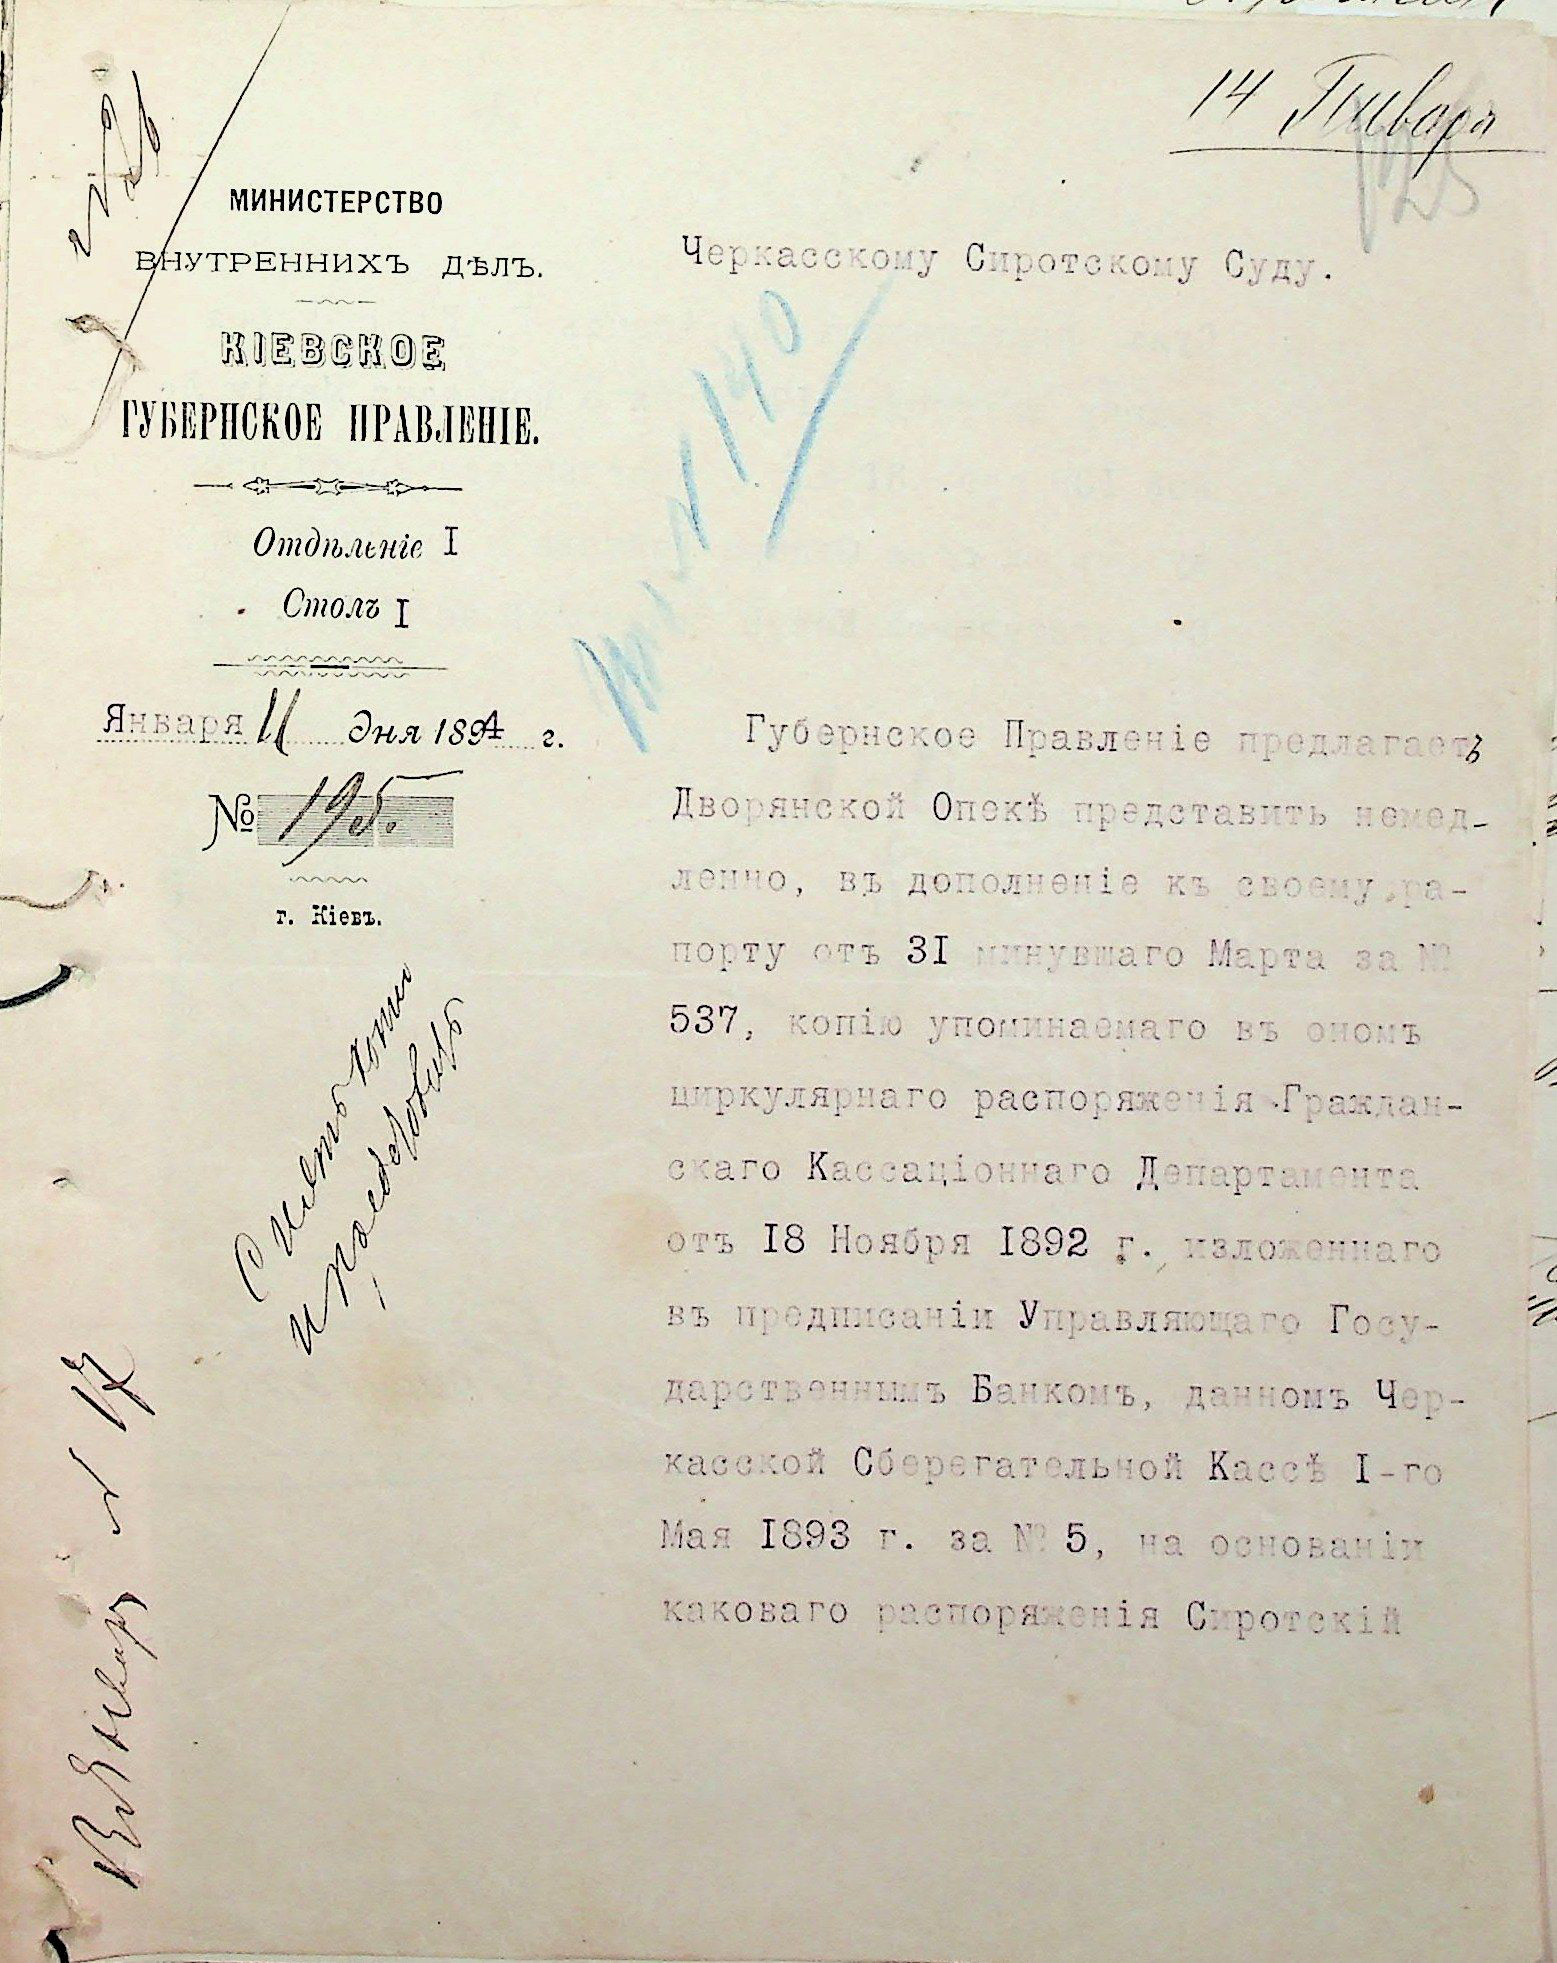 14 Января
МИНИСТЕРСТВО
ВНУТРЕННИХЪ ДѢЛЪ.
КІЕВСКОЕ
ГУБЕРНСКОЕ ПРАВЛЕНІЕ.
Отдѣленіе I
Столъ I
Января 11 дня 1894 г.
№ 195.
г. Кіевъ.
Черкасскому Сиротскому Суду.
№ 140
Губернское Правленіе предлагаетъ
Дворянской Опекѣ представить немед-
ленно, въ дополненіе къ своему ра-
порту отъ 31 минувшаго Марта за №
537, копію упоминаемаго въ ономъ
циркулярнаго распоряженія Граждан-
скаго Кассаціоннаго Департамента
отъ 18 Ноября 1892 г. изложеннаго
въ предписаніи Управляющаго Госу-
дарственнымъ Банкомъ, данномъ Чер-
касской Сберегательной Кассѣ I-го
Мая 1893 г. за № 5, на основаніи
каковаго распоряженія Сиротскій